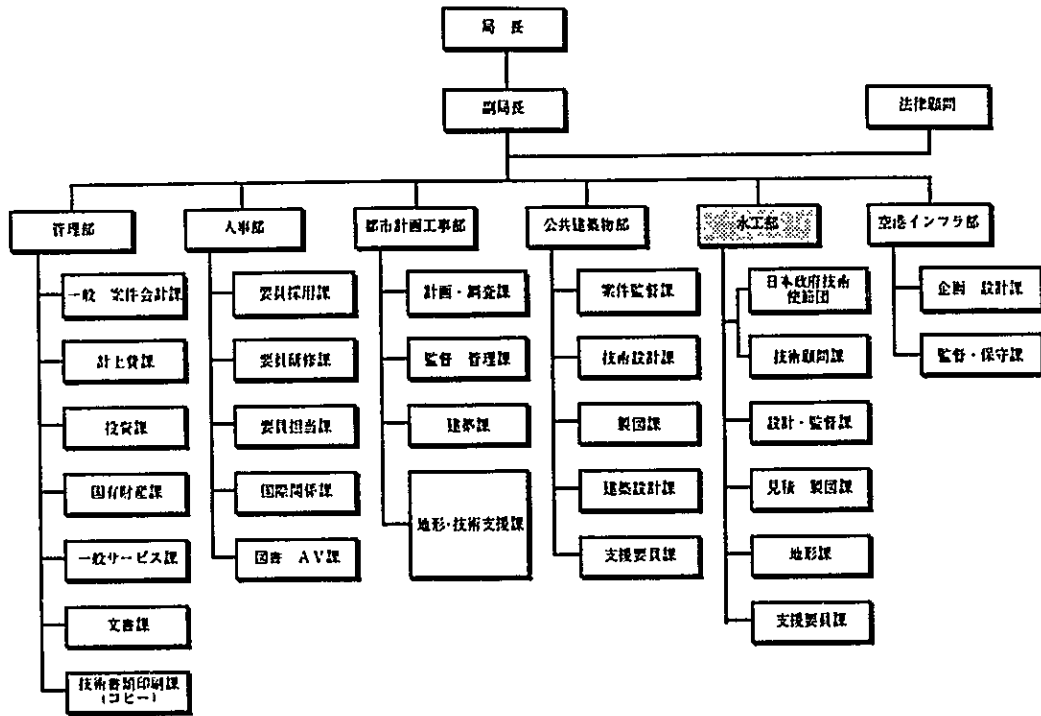 局 長
副局長
法律顧問
管理部
人事部
都市計画工事部
公共建築物部
水工部
空港インフラ部
一般 案件会計課
計上費課
投資課
国有財産課
一般サービス課
文書課
技術書類印刷課
(コピー)
要員採用課
要員研修課
要員担当課
国際関係課
図書 AV課
計画・調査課
監督 管理課
建築課
地形・技術支援課
案件監督課
技術設計課
製図課
建築設計課
支援要員課
日本政府技術
使節団
技術顧問課
設計・監督課
見積 製図課
地形課
支援要員課
企画 設計課
監督・保守課